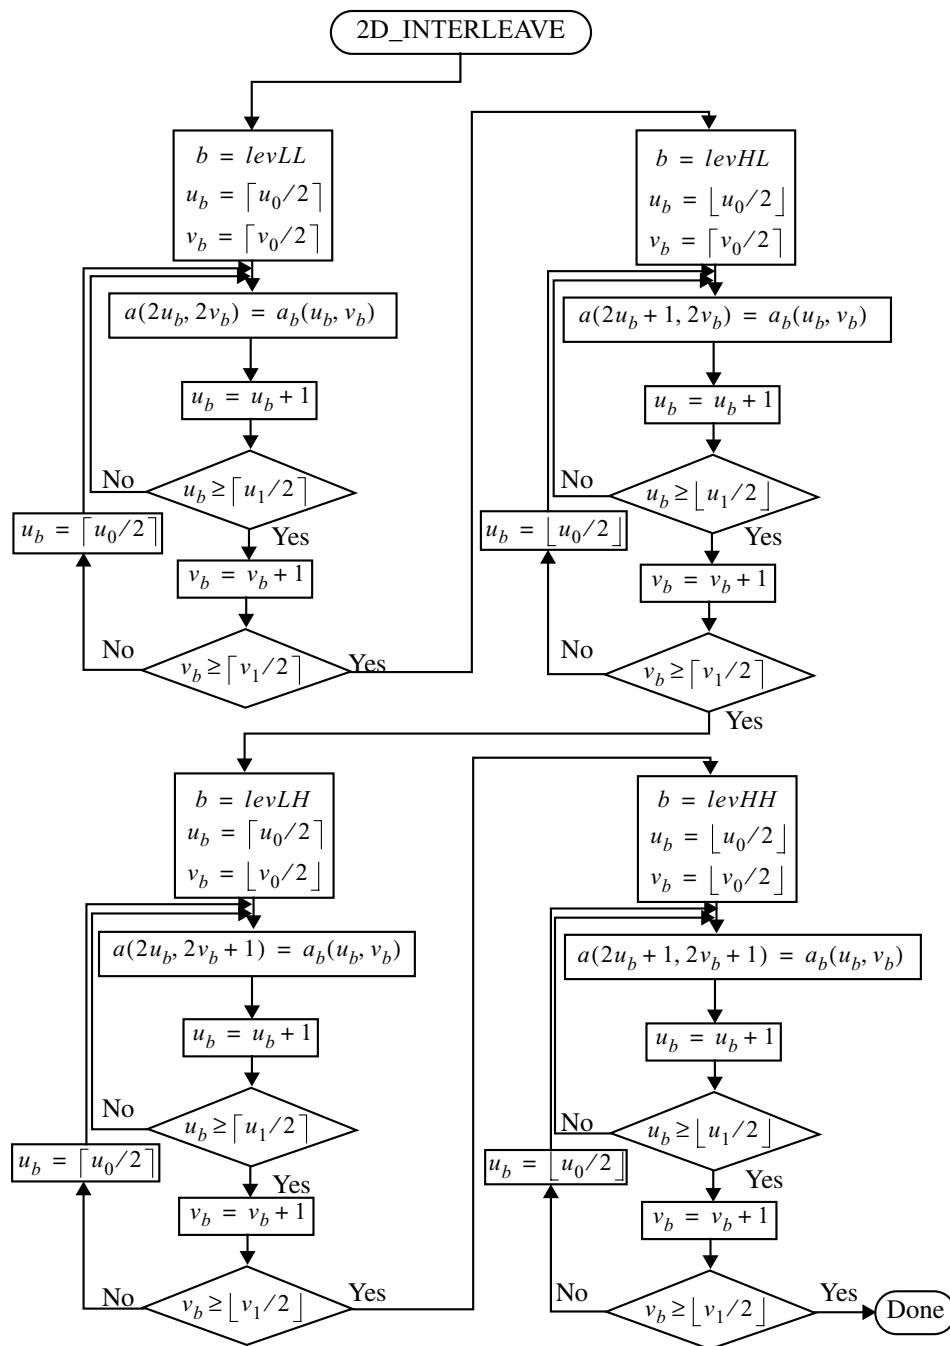 2D_INTERLEAVE
b = levLL
u_b = ⌈u_0/2⌉
v_b = ⌈v_0/2⌉
a(2u_b, 2v_b) = a_b(u_b, v_b)
u_b = u_b + 1
No
u_b ≥ ⌈u_1/2⌉
Yes
u_b = ⌈u_0/2⌉
v_b = v_b + 1
No
v_b ≥ ⌈v_1/2⌉
Yes
b = levHL
u_b = ⌊u_0/2⌋
v_b = ⌈v_0/2⌉
a(2u_b + 1, 2v_b) = a_b(u_b, v_b)
u_b = u_b + 1
No
u_b ≥ ⌊u_1/2⌋
Yes
u_b = ⌊u_0/2⌋
v_b = v_b + 1
No
v_b ≥ ⌈v_1/2⌉
Yes
b = levLH
u_b = ⌈u_0/2⌉
v_b = ⌊v_0/2⌋
a(2u_b, 2v_b + 1) = a_b(u_b, v_b)
u_b = u_b + 1
No
u_b ≥ ⌈u_1/2⌉
Yes
u_b = ⌈u_0/2⌉
v_b = v_b + 1
No
v_b ≥ ⌊v_1/2⌋
Yes
b = levHH
u_b = ⌊u_0/2⌋
v_b = ⌊v_0/2⌋
a(2u_b + 1, 2v_b + 1) = a_b(u_b, v_b)
u_b = u_b + 1
No
u_b ≥ ⌊u_1/2⌋
Yes
u_b = ⌊u_0/2⌋
v_b = v_b + 1
No
v_b ≥ ⌊v_1/2⌋
Yes
Done